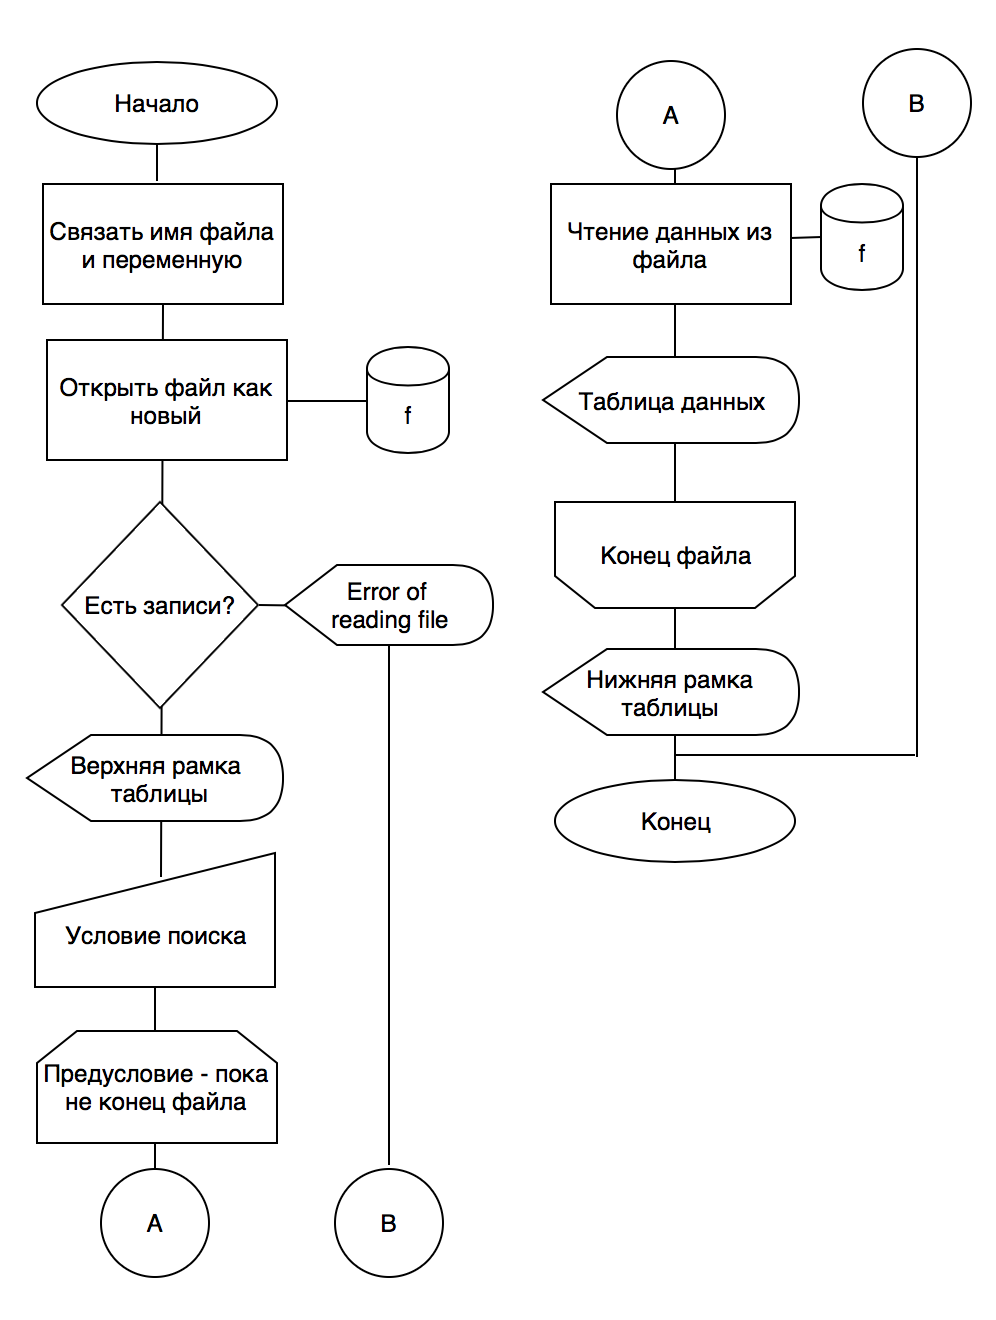 Начало
Связать имя файла
и переменную
Открыть файл как
новый
f
Есть записи?
Error of
reading file
Верхняя рамка
таблицы
Условие поиска
Предусловие - пока
не конец файла
A
B
A
B
Чтение данных из
файла
f
Таблица данных
Конец файла
Нижняя рамка
таблицы
Конец